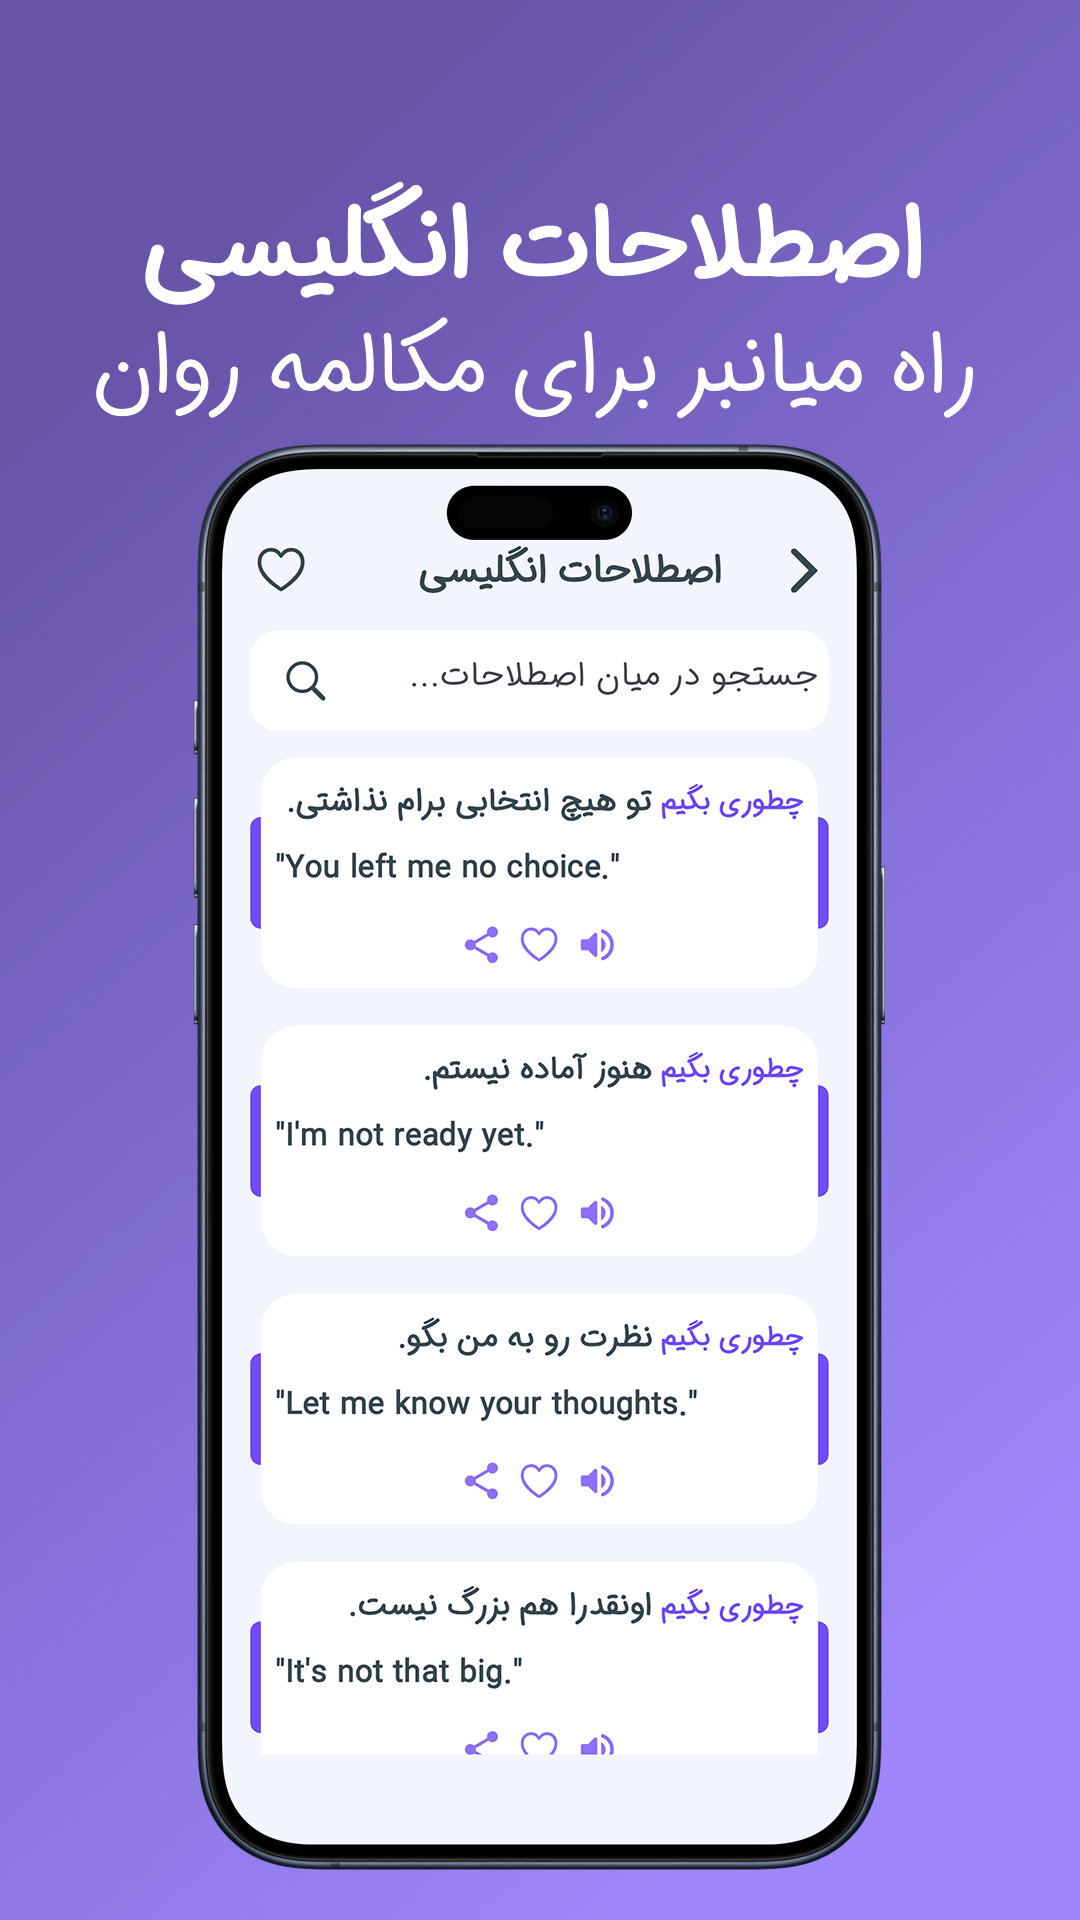 اصطلاحات انگلیسی
راه میانبر برای مکالمه روان
اصطلاحات انگلیسی
جستجو در میان اصطلاحات...
چطوری بگیم تو هیچ انتخابی برام نذاشتی.
"You left me no choice."
چطوری بگیم هنوز آماده نیستم.
"I'm not ready yet."
چطوری بگیم نظرت رو به من بگو.
"Let me know your thoughts."
چطوری بگیم اونقدرا هم بزرگ نیست.
"It's not that big."